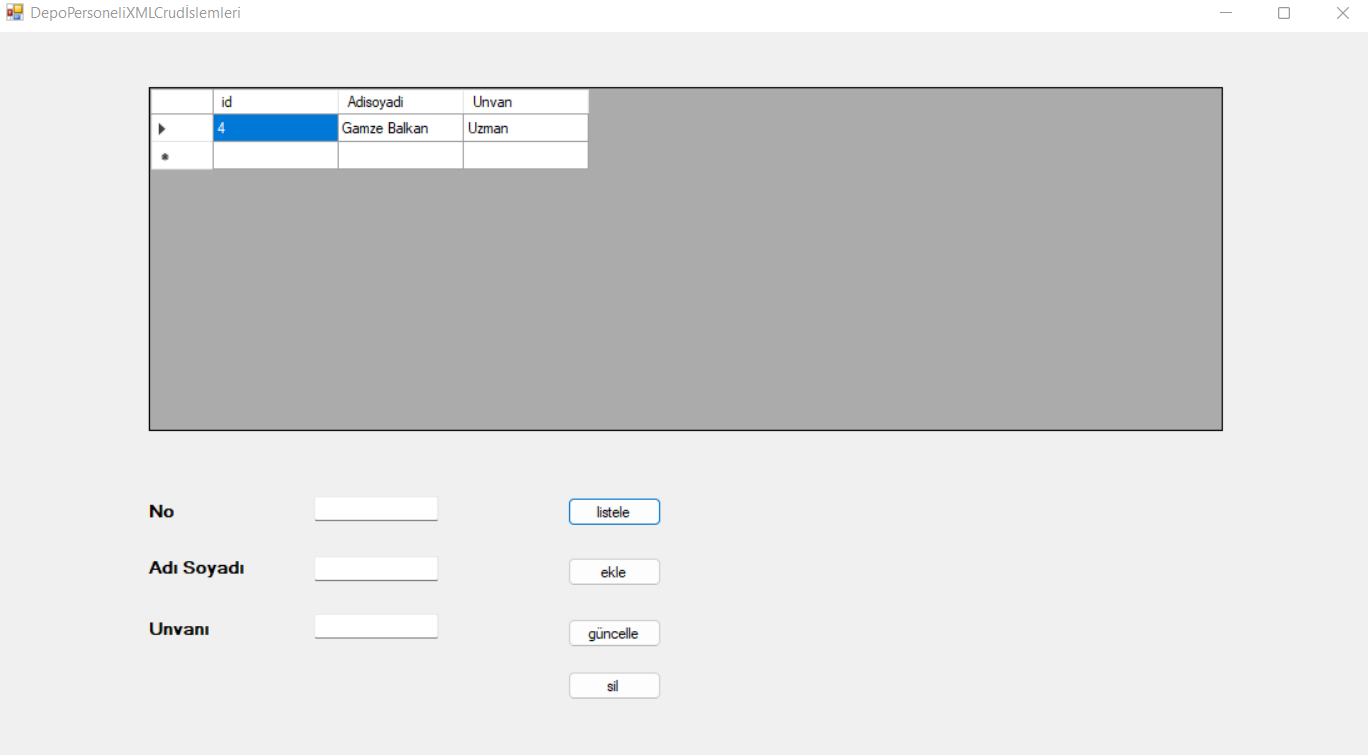 DepoPersoneliXMLCrudİslemleri
id Adisoyadi Unvan
4 Gamze Balkan Uzman
No listele
Adı Soyadı ekle
Unvanı güncelle
sil